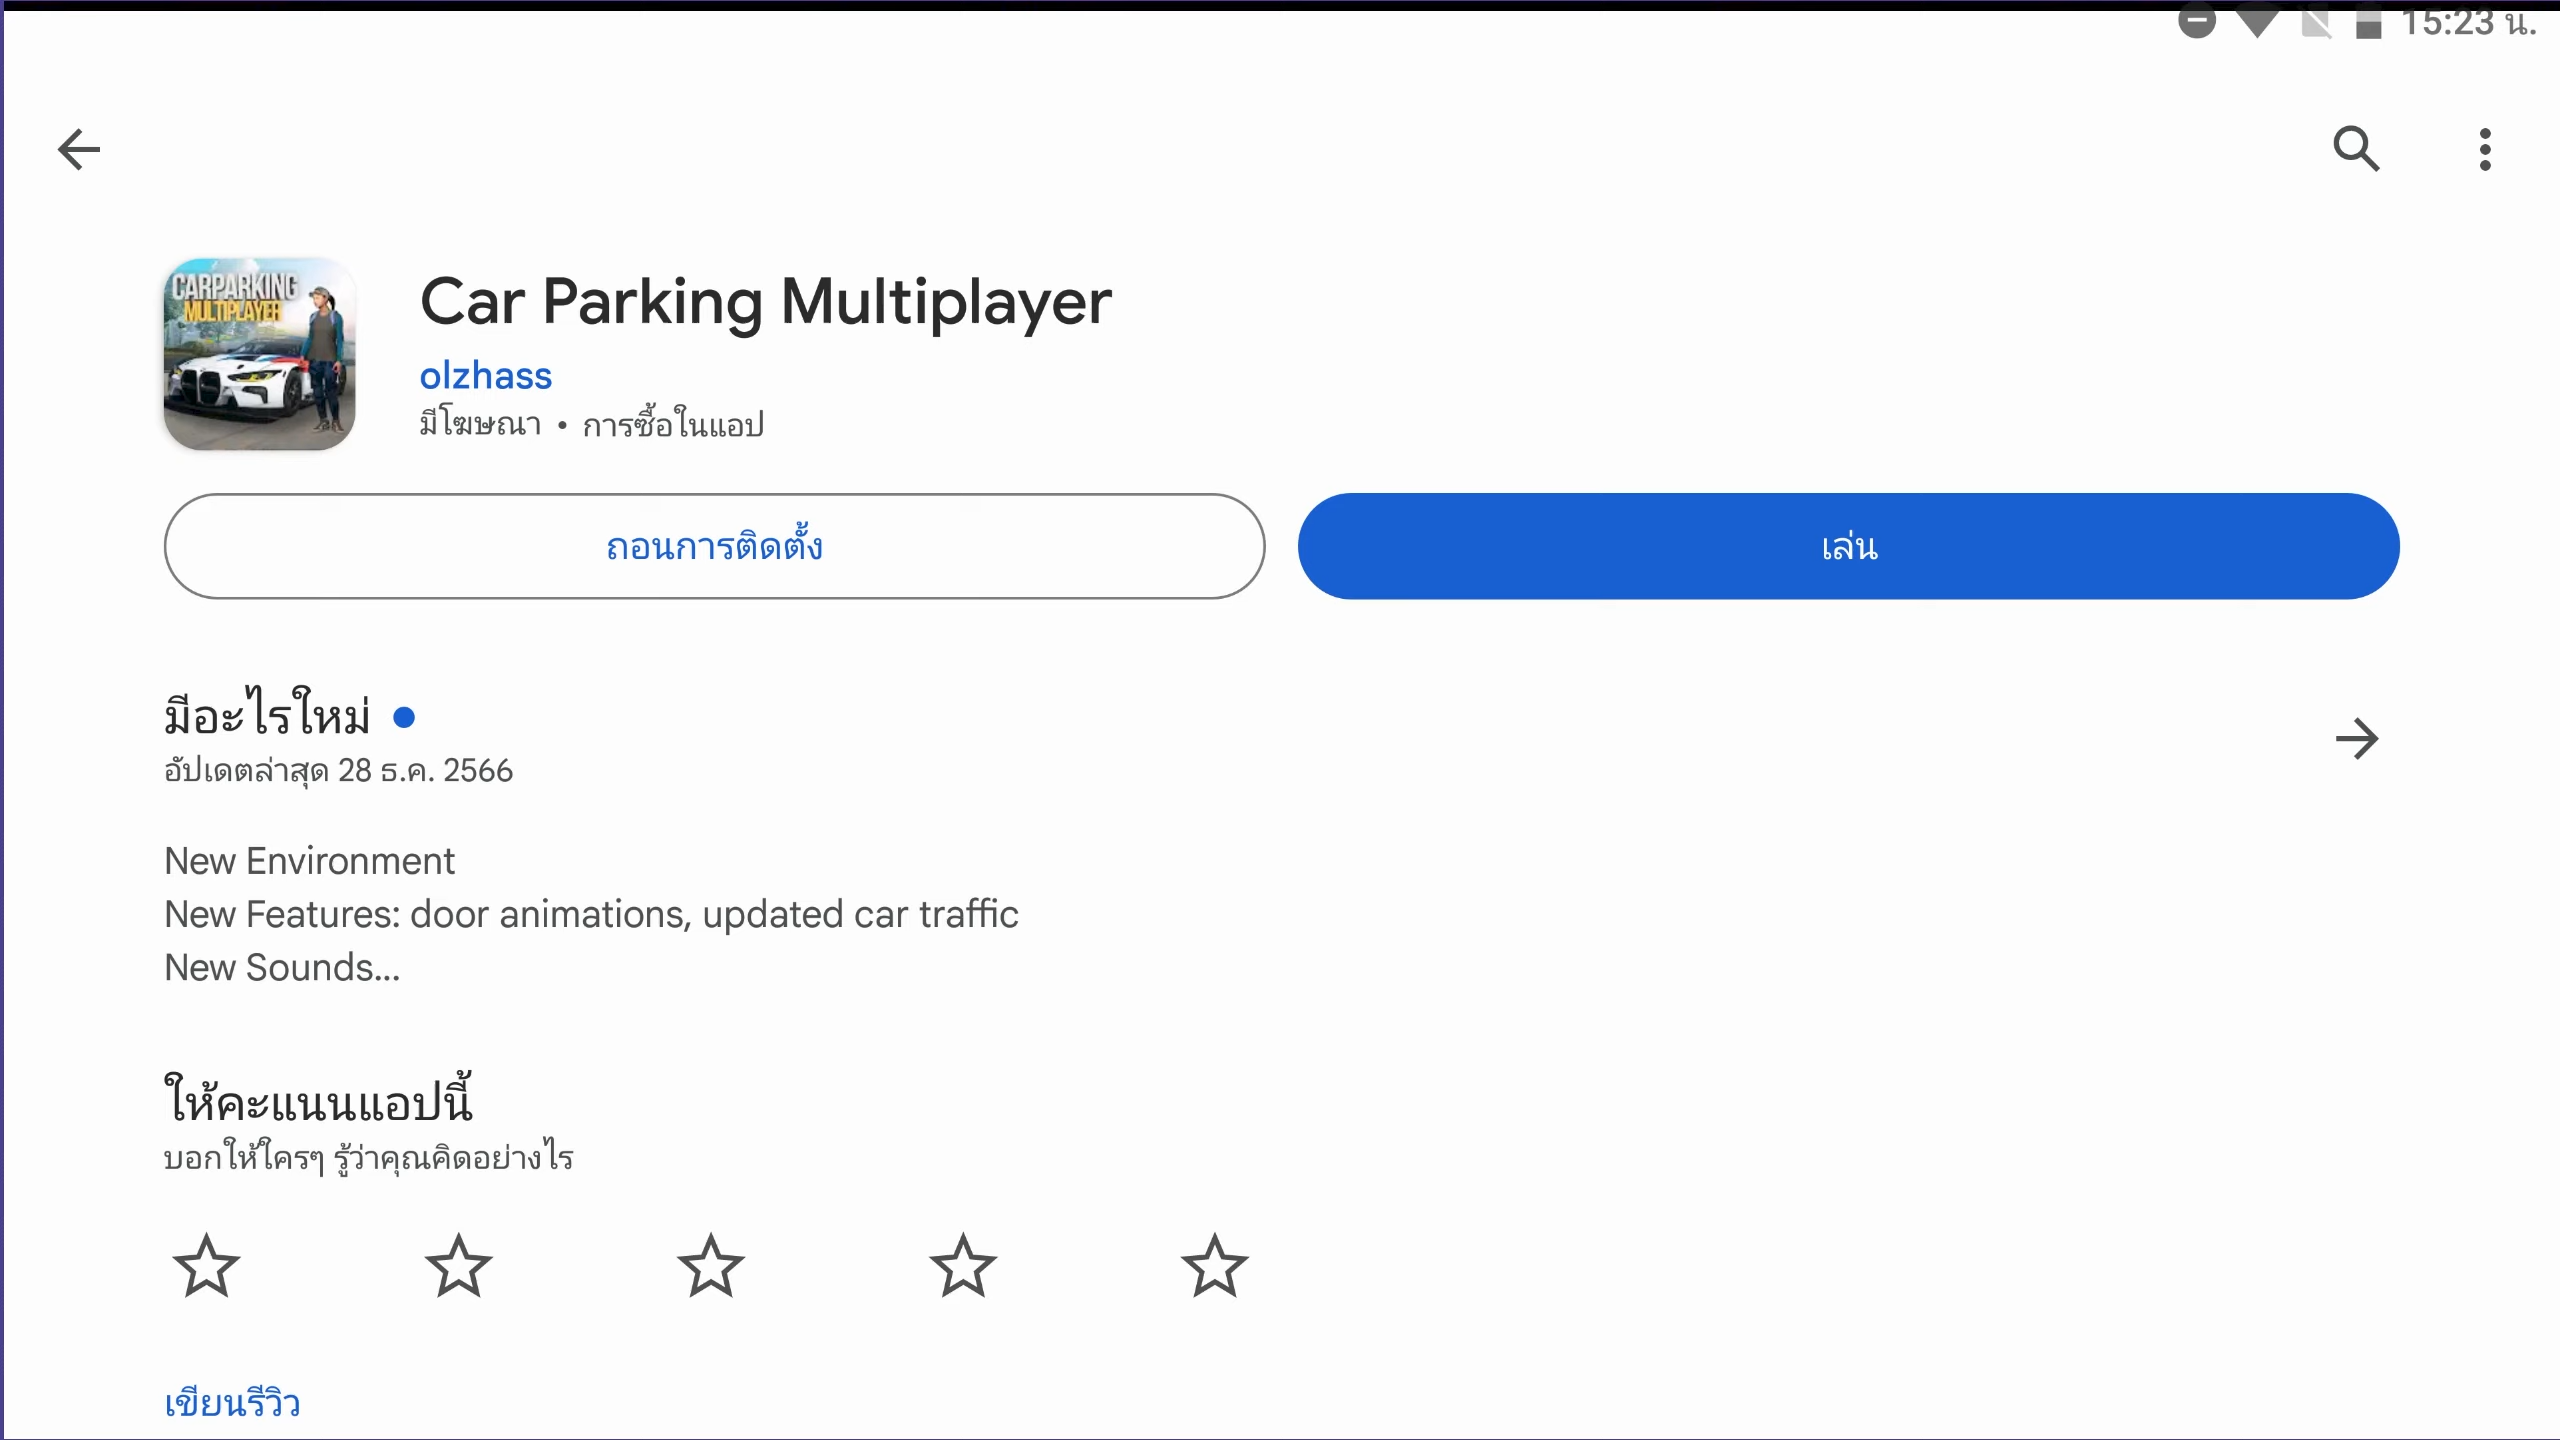 15:23 น.
CARPARKING
MULTIPLAYER
Car Parking Multiplayer
olzhass
มีโฆษณา • การซื้อในแอป
ถอนการติดตั้ง
เล่น
มีอะไรใหม่
อัปเดตล่าสุด 28 ธ.ค. 2566
New Environment
New Features: door animations, updated car traffic
New Sounds...
ให้คะแนนแอปนี้
บอกให้ใครๆ รู้ว่าคุณคิดอย่างไร
เขียนรีวิว